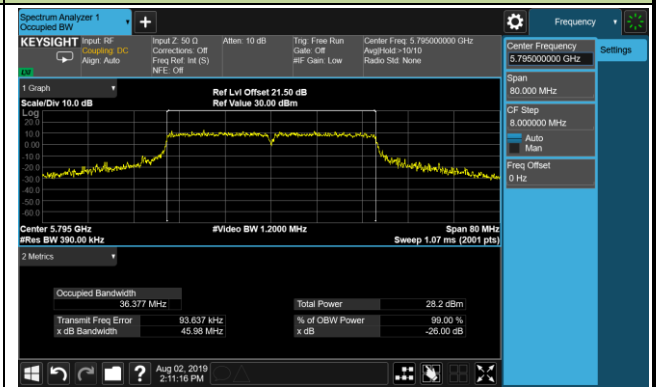 Spectrum Analyzer 1
Occupied BW
Frequency
KEYSIGHT
Input: RF
Coupling: DC
Align: Auto
Input Z: 50 Ω
Corrections: Off
Freq Ref: Int (S)
NFE: Off
Atten: 10 dB
Trig: Free Run
Gate: Off
#IF Gain: Low
Center Freq: 5.795000000 GHz
Avg|Hold:>10/10
Radio Std: None
Center Frequency
5.795000000 GHz
Settings
Span
80.000 MHz
CF Step
8.000000 MHz
Auto
Man
Freq Offset
0 Hz
1 Graph
Scale/Div 10.0 dB
Ref Lvl Offset 21.50 dB
Ref Value 30.00 dBm
Log
20.0
10.0
0.00
-10.0
-20.0
-30.0
-40.0
-50.0
-60.0
Center 5.795 GHz
#Res BW 390.00 kHz
#Video BW 1.2000 MHz
Span 80 MHz
Sweep 1.07 ms (2001 pts)
2 Metrics
Occupied Bandwidth
36.377 MHz
Total Power 28.2 dBm
Transmit Freq Error 93.637 kHz
% of OBW Power 99.00 %
x dB Bandwidth 45.98 MHz
x dB -26.00 dB
?
Aug 02, 2019
2:11:16 PM